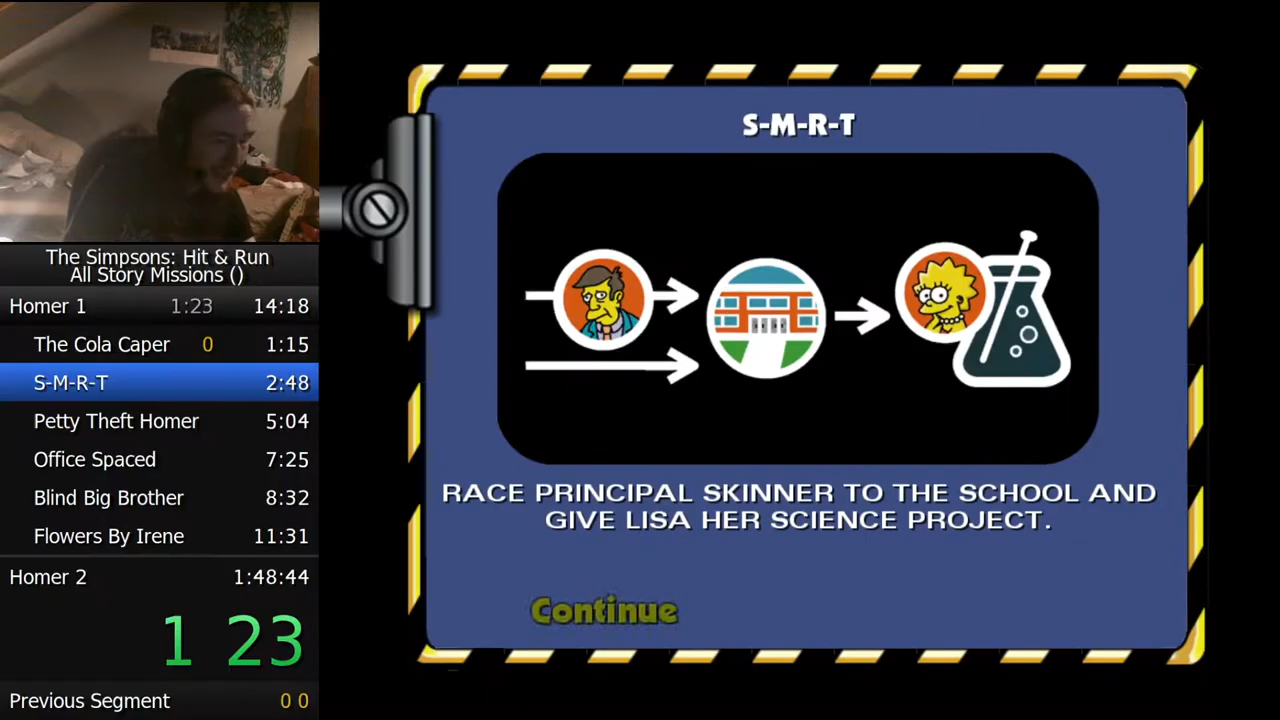 The Simpsons: Hit & Run
All Story Missions ()
Homer 1 1:23 14:18
The Cola Caper 0 1:15
S-M-R-T 2:48
Petty Theft Homer 5:04
Office Spaced 7:25
Blind Big Brother 8:32
Flowers By Irene 11:31
Homer 2 1:48:44
1 23
Previous Segment 0 0
S-M-R-T
RACE PRINCIPAL SKINNER TO THE SCHOOL AND
GIVE LISA HER SCIENCE PROJECT.
Continue